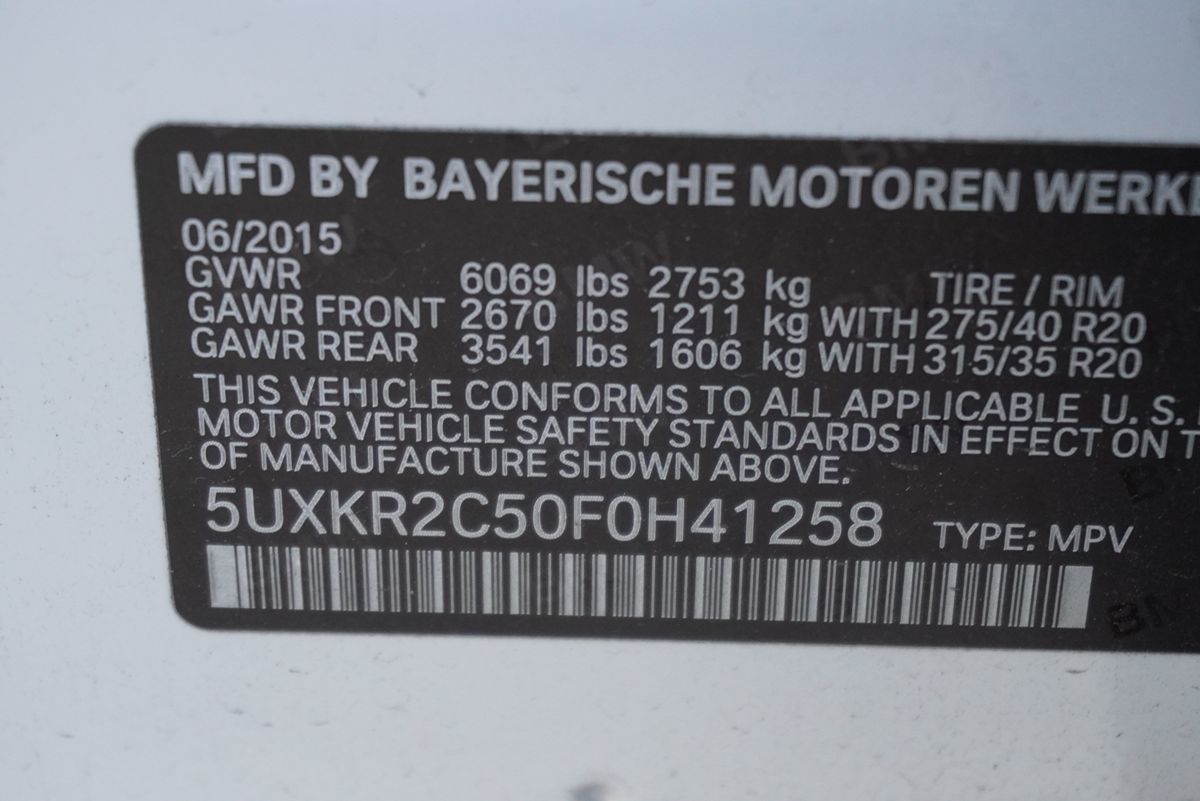 MFD BY BAYERISCHE MOTOREN WERKE
06/2015
GVWR 6069 lbs 2753 kg TIRE / RIM
GAWR FRONT 2670 lbs 1211 kg WITH 275/40 R20
GAWR REAR 3541 lbs 1606 kg WITH 315/35 R20
THIS VEHICLE CONFORMS TO ALL APPLICABLE U. S.
MOTOR VEHICLE SAFETY STANDARDS IN EFFECT ON
OF MANUFACTURE SHOWN ABOVE.
5UXKR2C50F0H41258 TYPE: MPV